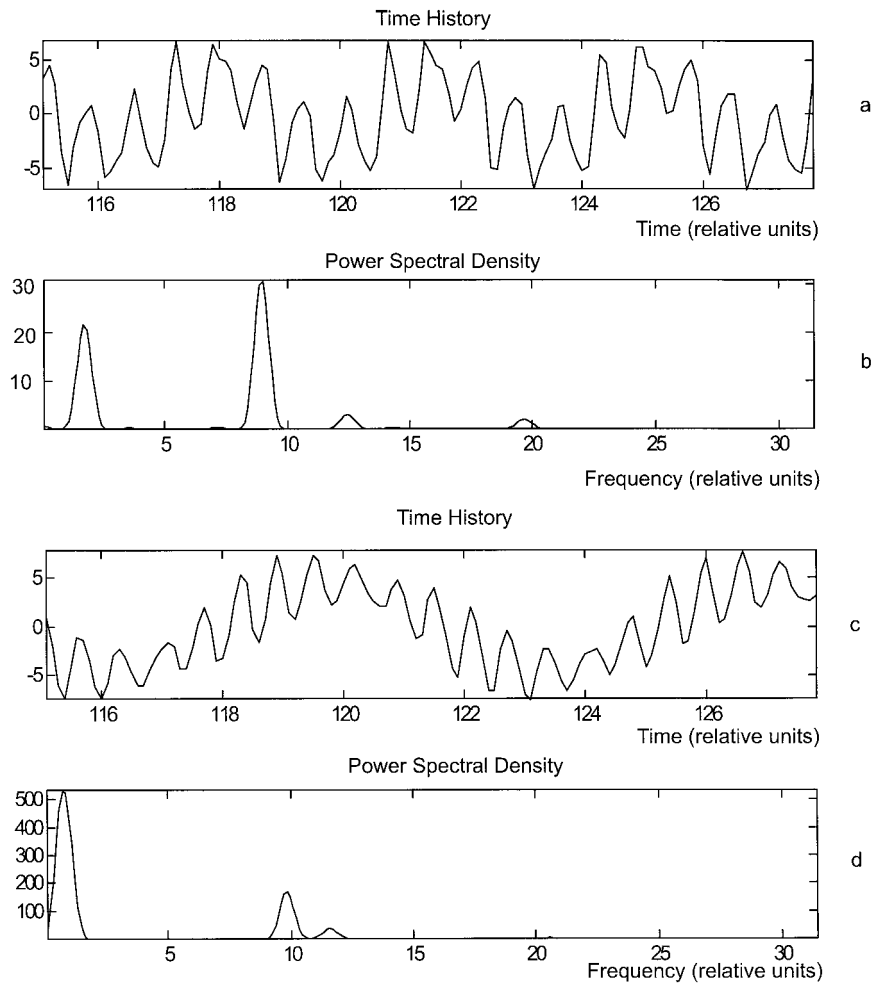 Time History
5
0
-5
a
116 118 120 122 124 126
Time (relative units)
Power Spectral Density
30
20
10
b
5 10 15 20 25 30
Frequency (relative units)
Time History
5
0
-5
c
116 118 120 122 124 126
Time (relative units)
Power Spectral Density
500
400
300
200
100
d
5 10 15 20 25 30
Frequency (relative units)